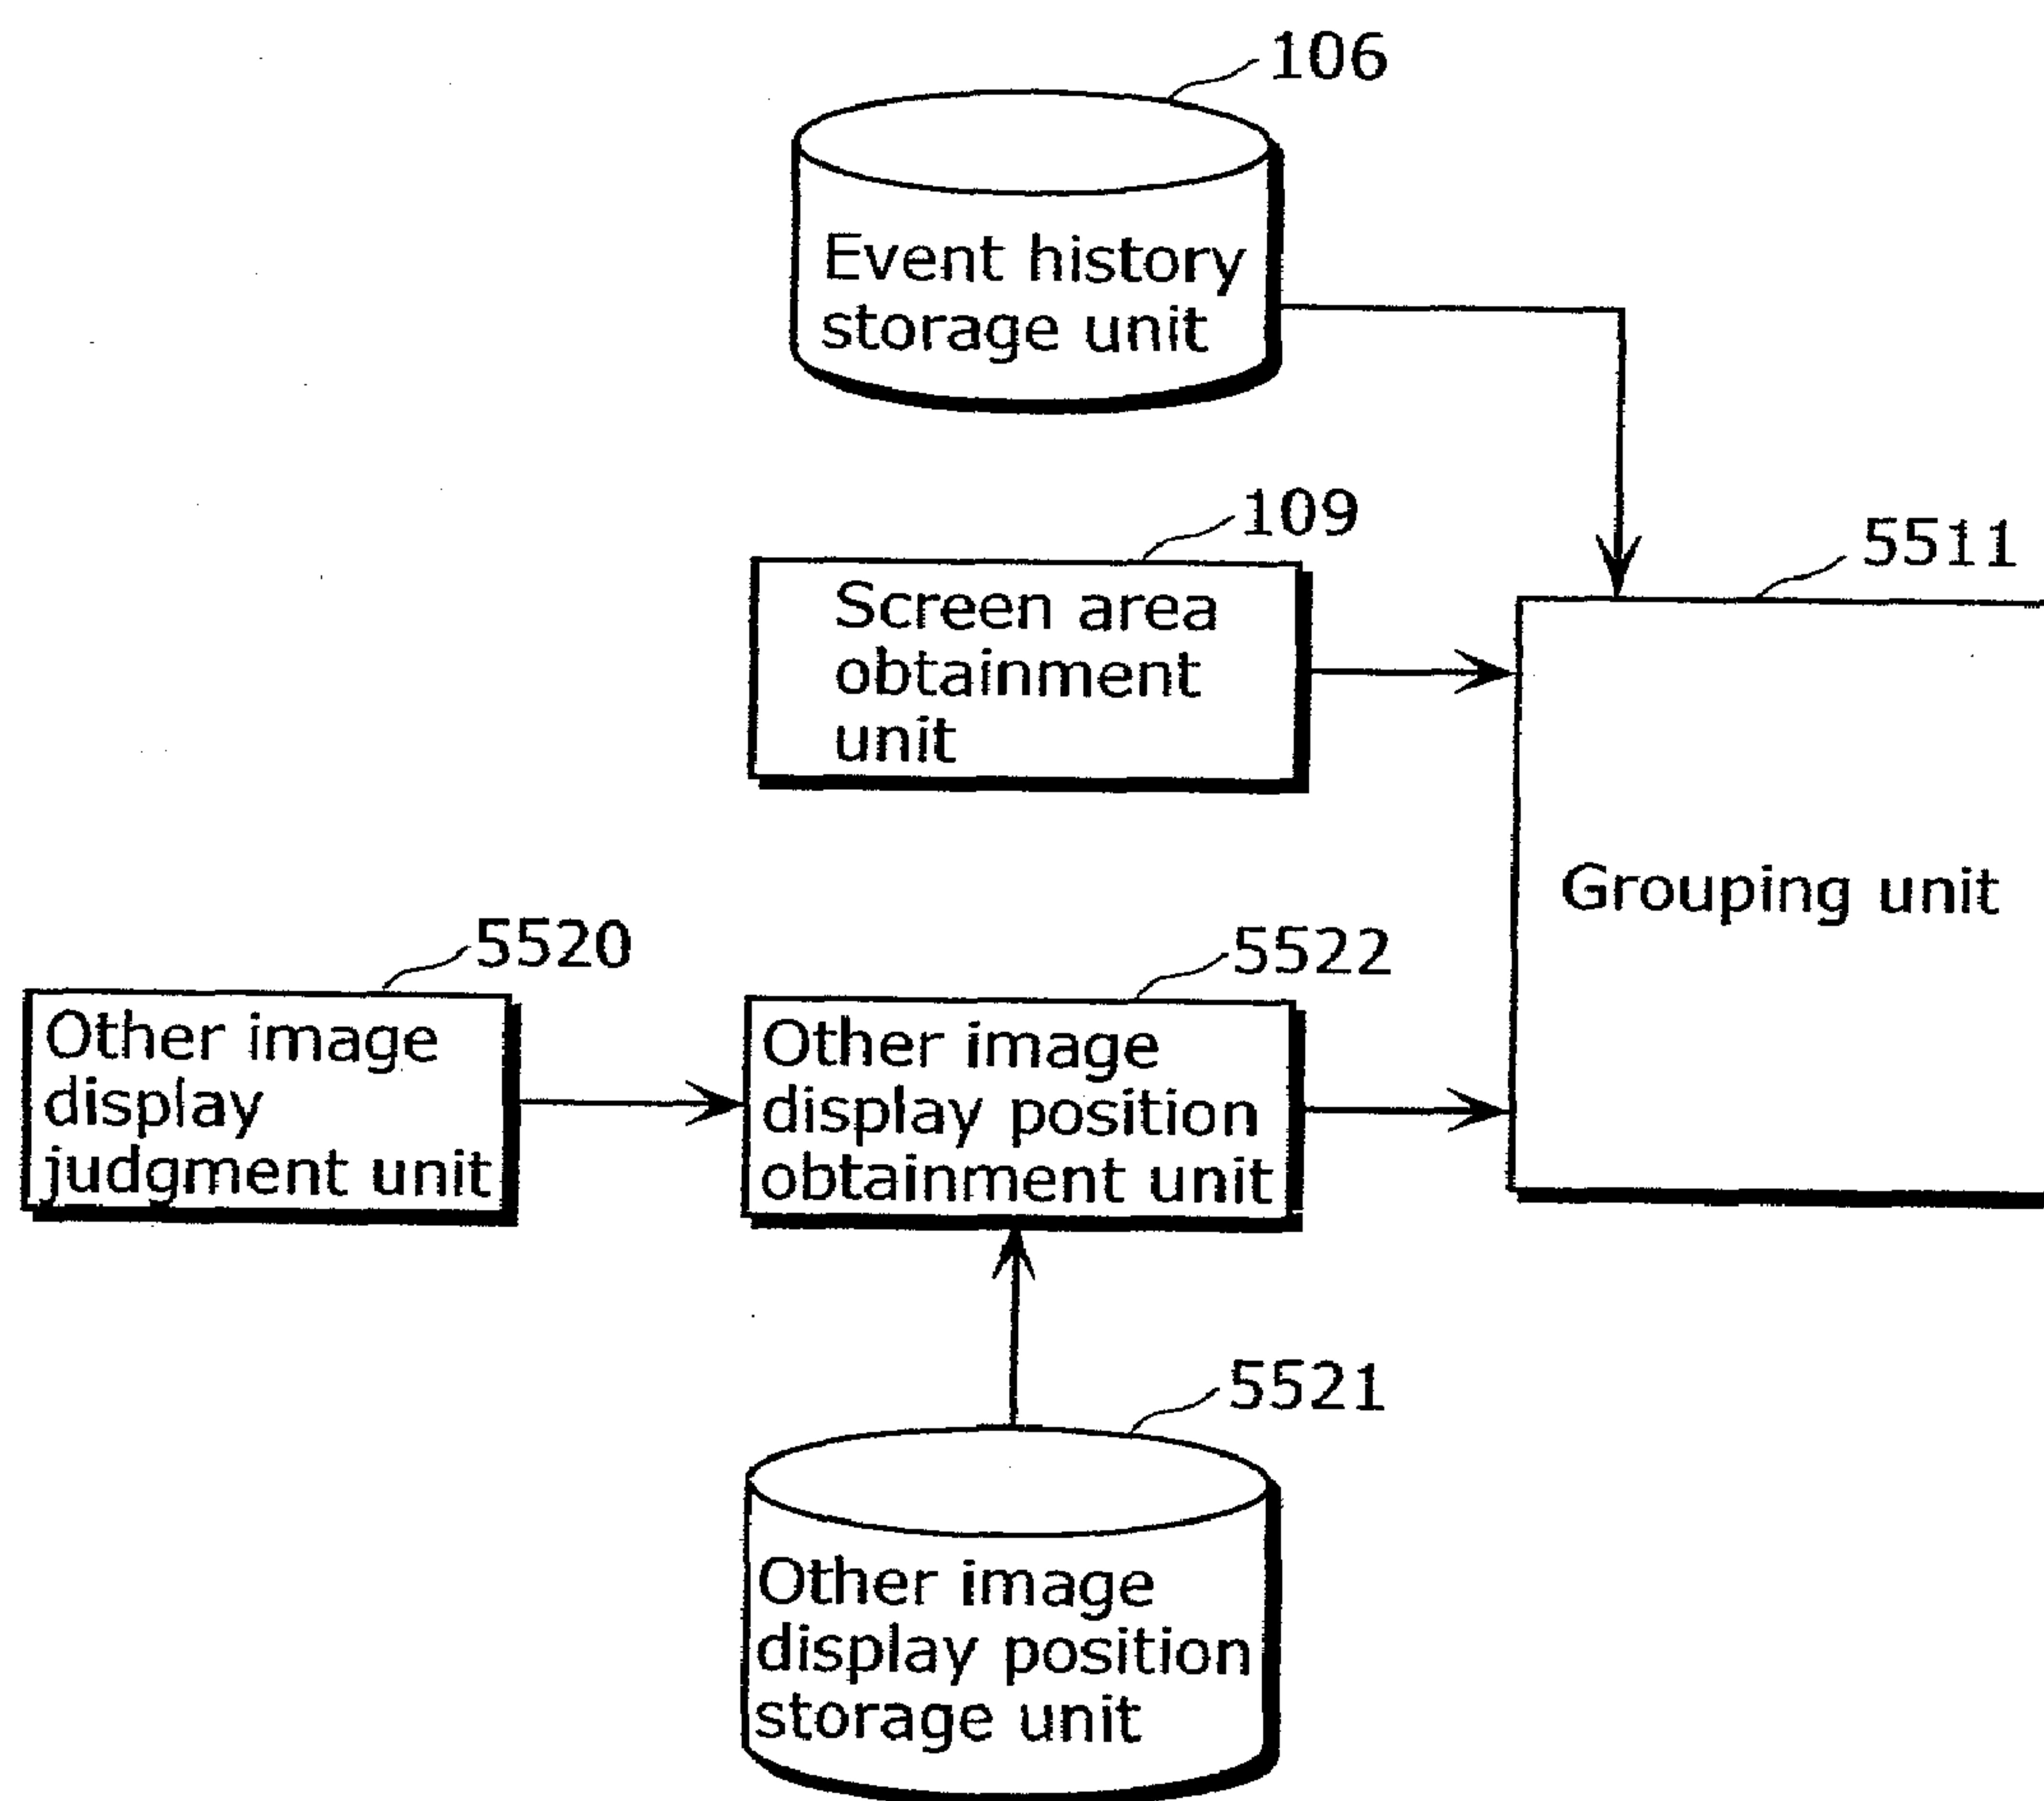 106
Event history
storage unit
109
Screen area
obtainment
unit
5511
Grouping unit
5520
Other image
display
judgment unit
5522
Other image
display position
obtainment unit
5521
Other image
display position
storage unit